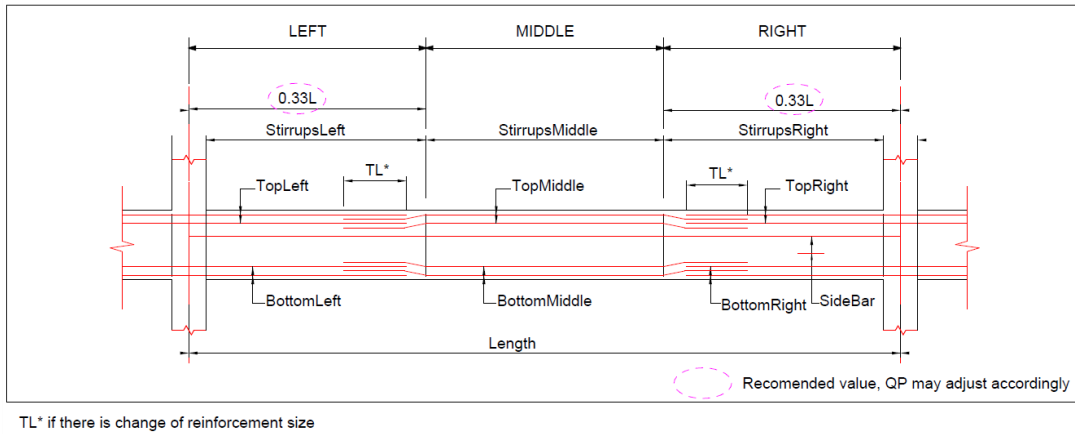 LEFT MIDDLE RIGHT
0.33L 0.33L
StirrupsLeft StirrupsMiddle StirrupsRight
TL* TL*
TopLeft TopMiddle TopRight
BottomLeft BottomMiddle BottomRight SideBar
Length
Recomended value, QP may adjust accordingly
TL* if there is change of reinforcement size